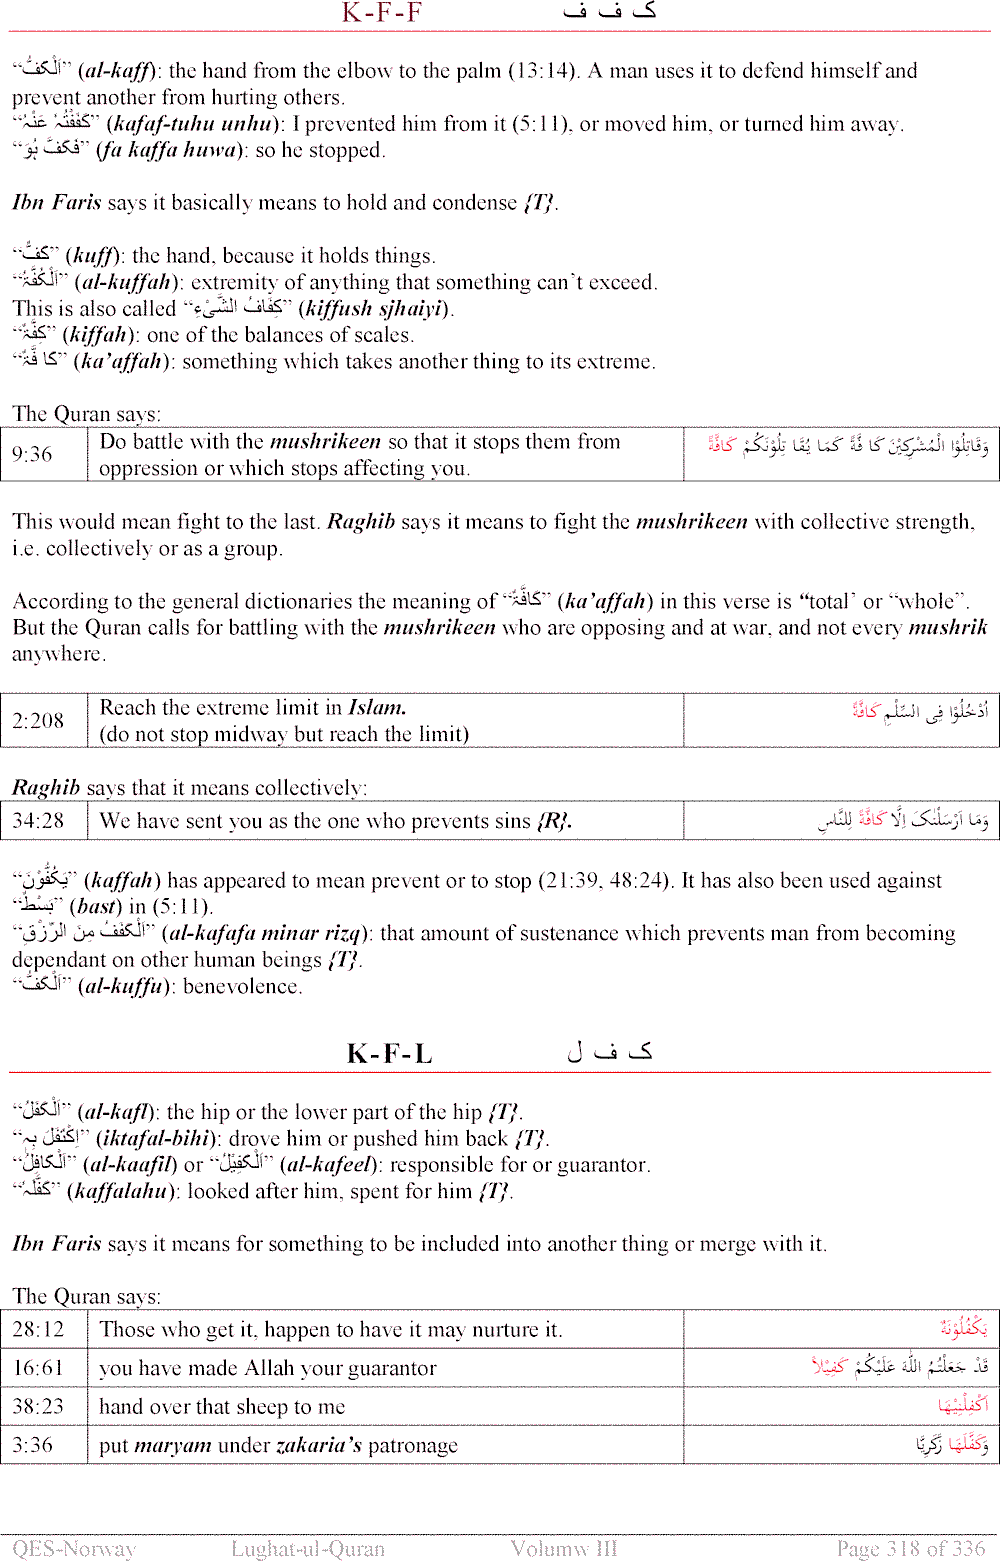 K-F-F ک ف ف
“اَلْکَفُّ” (al-kaff): the hand from the elbow to the palm (13:14). A man uses it to defend himself and
prevent another from hurting others.
“کَفَفْتُہٗ عَنْہُ” (kafaf-tuhu unhu): I prevented him from it (5:11), or moved him, or turned him away.
“فَکَفَّ ہُوَ” (fa kaffa huwa): so he stopped.
Ibn Faris says it basically means to hold and condense {T}.
“کَفٌّ” (kuff): the hand, because it holds things.
“اَلْکُفَّۃُ” (al-kuffah): extremity of anything that something can’t exceed.
This is also called “کِفَافُ الشَّیْءِ” (kiffush sjhaiyi).
“کِفَّۃٌ” (kiffah): one of the balances of scales.
“کَا فَّۃٌ” (ka’affah): something which takes another thing to its extreme.
The Quran says:
9:36 Do battle with the mushrikeen so that it stops them from وَقَاتِلُوْا الْمُشْرِکِیْنَ کَا فَّۃً کَمَا یُقَا تِلُوْنَکُمْ کَافَّۃً
oppression or which stops affecting you.
This would mean fight to the last. Raghib says it means to fight the mushrikeen with collective strength,
i.e. collectively or as a group.
According to the general dictionaries the meaning of “کَافَّۃٌ” (ka’affah) in this verse is “total’ or “whole”.
But the Quran calls for battling with the mushrikeen who are opposing and at war, and not every mushrik
anywhere.
2:208 Reach the extreme limit in Islam. اُدْخُلُوْا فِی السِّلْمِ کَافَّۃً
(do not stop midway but reach the limit)
Raghib says that it means collectively:
34:28 We have sent you as the one who prevents sins {R}. وَمَا اَرْسَلْنٰکَ اِلَّا کَافَّۃً لِلنَّاسِ
“یَکُفُّوْنَ” (kaffah) has appeared to mean prevent or to stop (21:39, 48:24). It has also been used against
“بَسْطٌ” (bast) in (5:11).
“اَلْکَفَفُ مِنَ الرِّزْقِ” (al-kafafa minar rizq): that amount of sustenance which prevents man from becoming
dependant on other human beings {T}.
“اَلْکَفُّ” (al-kuffu): benevolence.
K-F-L ک ف ل
“اَلْکَفَلُ” (al-kafl): the hip or the lower part of the hip {T}.
“اِکْتَفَلَ بِہٖ” (iktafal-bihi): drove him or pushed him back {T}.
“اَلْکَافِلُ” (al-kaafil) or “اَلْکَفِیْلُ” (al-kafeel): responsible for or guarantor.
“کَفَّلَہٗ” (kaffalahu): looked after him, spent for him {T}.
Ibn Faris says it means for something to be included into another thing or merge with it.
The Quran says:
28:12 Those who get it, happen to have it may nurture it. یَکْفُلُوْنَہٗ
16:61 you have made Allah your guarantor قَدْ جَعَلْتُمُ اللّٰہَ عَلَیْکُمْ کَفِیْلاً
38:23 hand over that sheep to me اَکْفِلْنِیْہَا
3:36 put maryam under zakaria’s patronage وَکَفَّلَہَا زَکَرِیَّا
QES-Norway Lughat-ul-Quran Volumw III Page 318 of 336